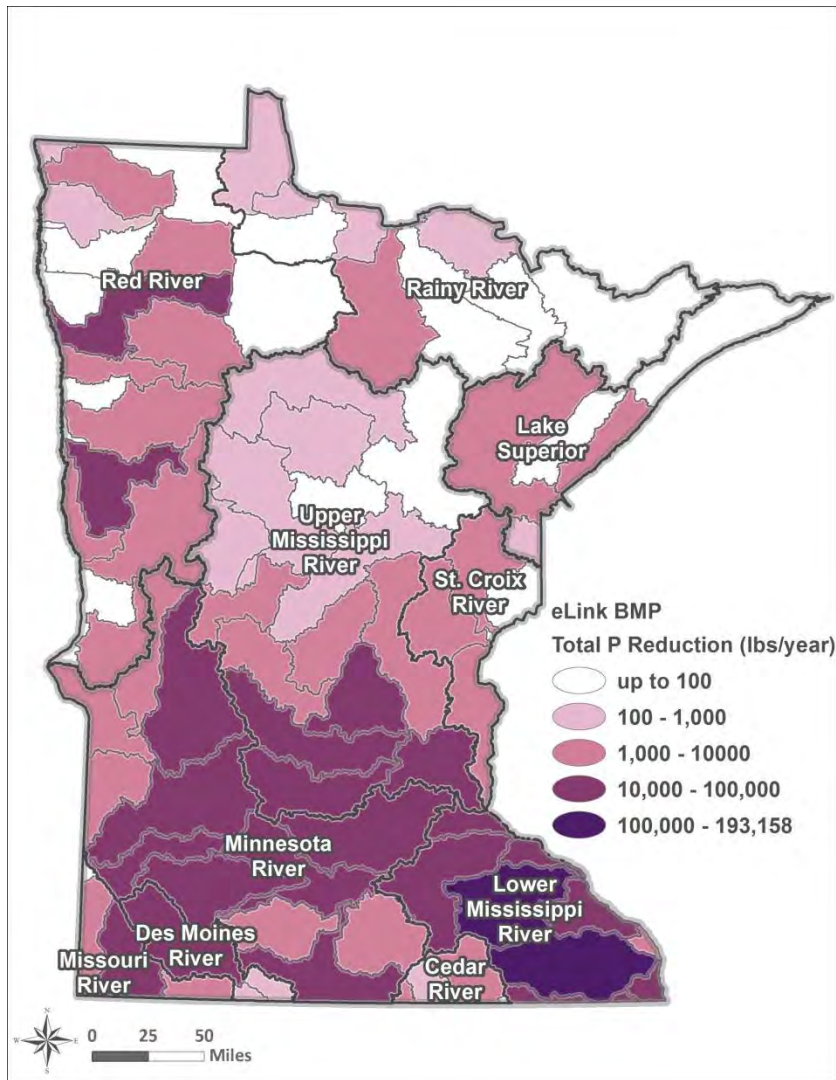 Red River
Rainy River
Lake
Superior
Upper
Mississippi
River
St. Croix
River
eLink BMP
Total P Reduction (lbs/year)
up to 100
100 - 1,000
1,000 - 10000
10,000 - 100,000
100,000 - 193,158
Minnesota
River
Lower
Mississippi
River
Des Moines
River
Missouri
River
Cedar
River
N
W E
S
0 25 50
Miles